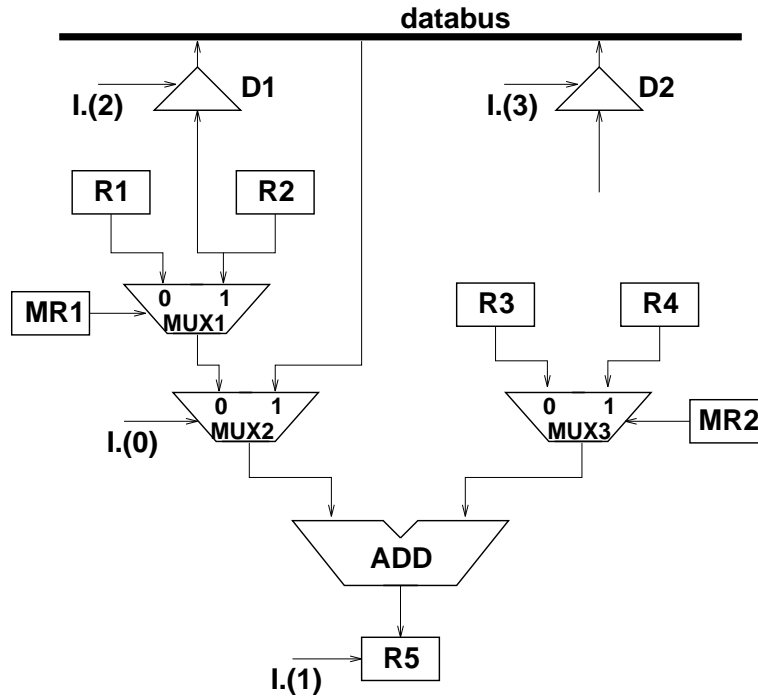 databus
D1
D2
I.(2)
I.(3)
R1
R2
0 1
MUX1
MR1
R3
R4
0 1
MUX2
I.(0)
0 1
MUX3
MR2
ADD
R5
I.(1)